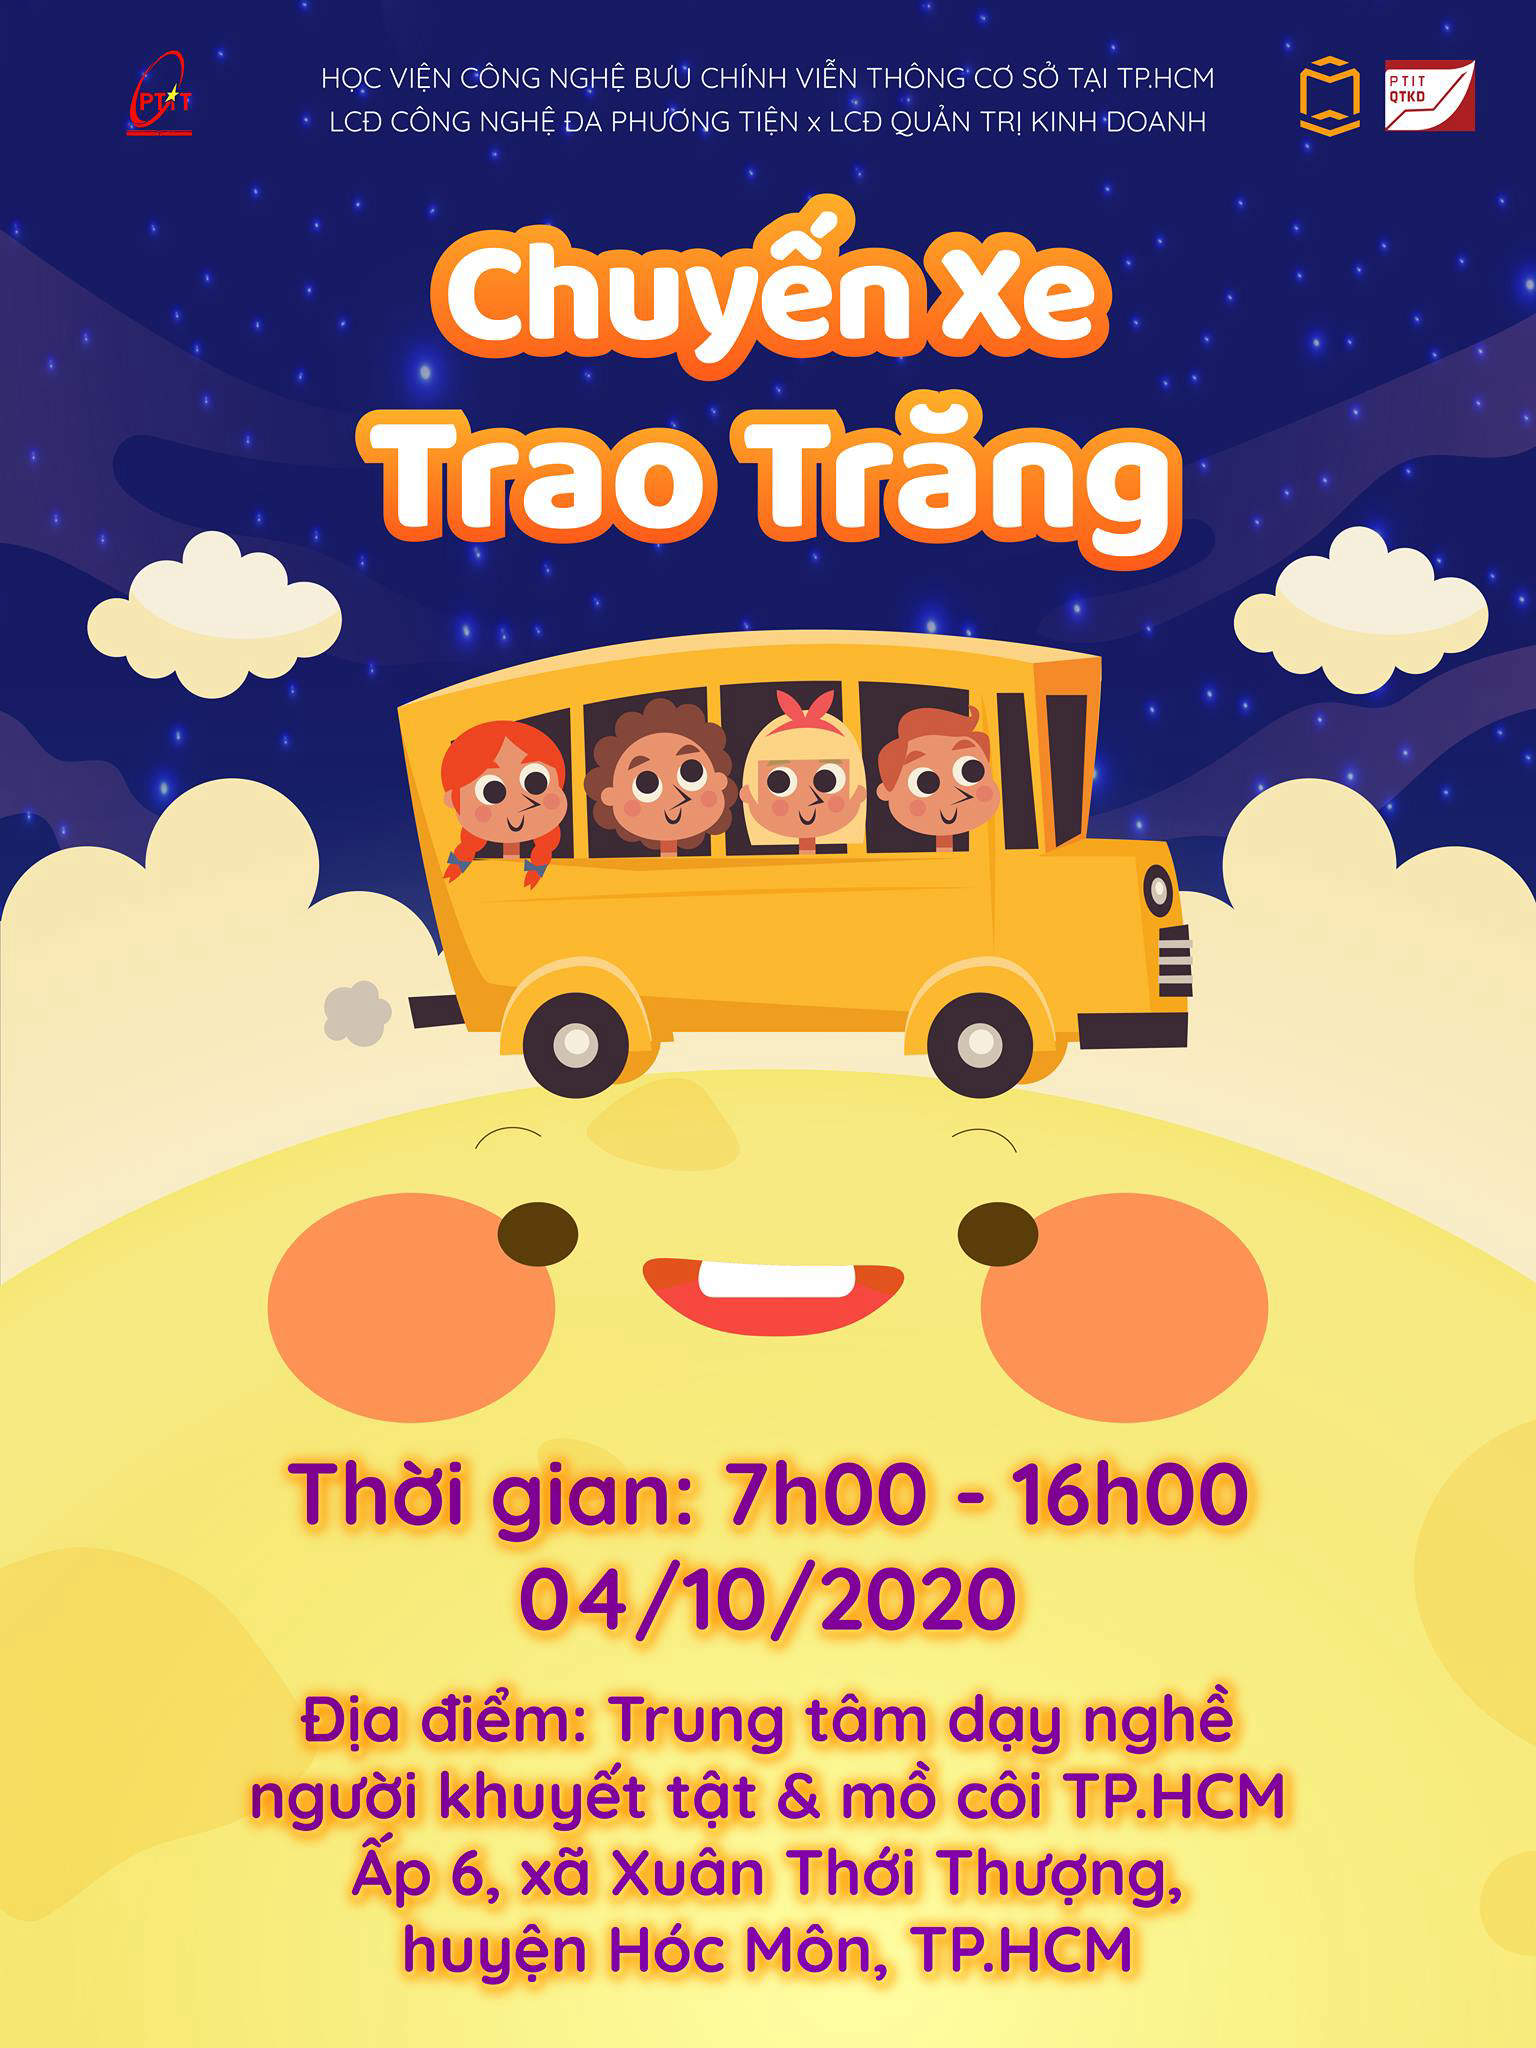 PTIT
HỌC VIỆN CÔNG NGHỆ BƯU CHÍNH VIỄN THÔNG CƠ SỞ TẠI TP.HCM
LCĐ CÔNG NGHỆ ĐA PHƯƠNG TIỆN x LCĐ QUẢN TRỊ KINH DOANH
PTIT
QTKD
Chuyến Xe
Trao Trăng
Thời gian: 7h00 - 16h00
04/10/2020
Địa điểm: Trung tâm dạy nghề
người khuyết tật & mồ côi TP.HCM
Ấp 6, xã Xuân Thới Thượng,
huyện Hóc Môn, TP.HCM